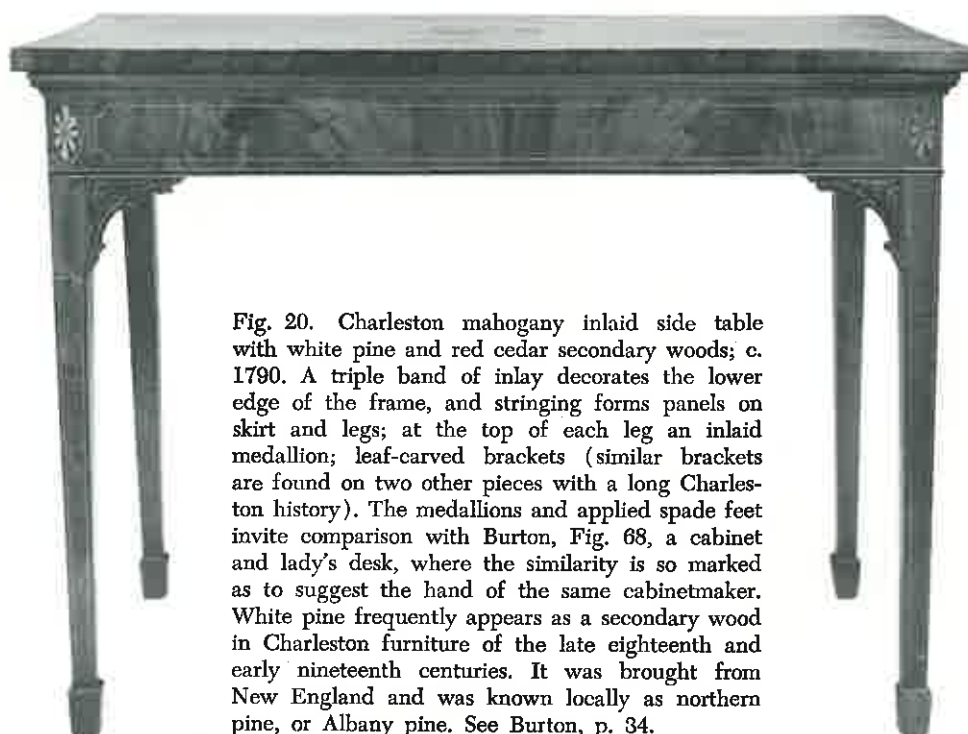 Fig. 20. Charleston mahogany inlaid side table
with white pine and red cedar secondary woods; c.
1790. A triple band of inlay decorates the lower
edge of the frame, and stringing forms panels on
skirt and legs; at the top of each leg an inlaid
medallion; leaf-carved brackets (similar brackets
are found on two other pieces with a long Charles-
ton history). The medallions and applied spade feet
invite comparison with Burton, Fig. 68, a cabinet
and lady's desk, where the similarity is so marked
as to suggest the hand of the same cabinetmaker.
White pine frequently appears as a secondary wood
in Charleston furniture of the late eighteenth and
early nineteenth centuries. It was brought from
New England and was known locally as northern
pine, or Albany pine. See Burton, p. 34.